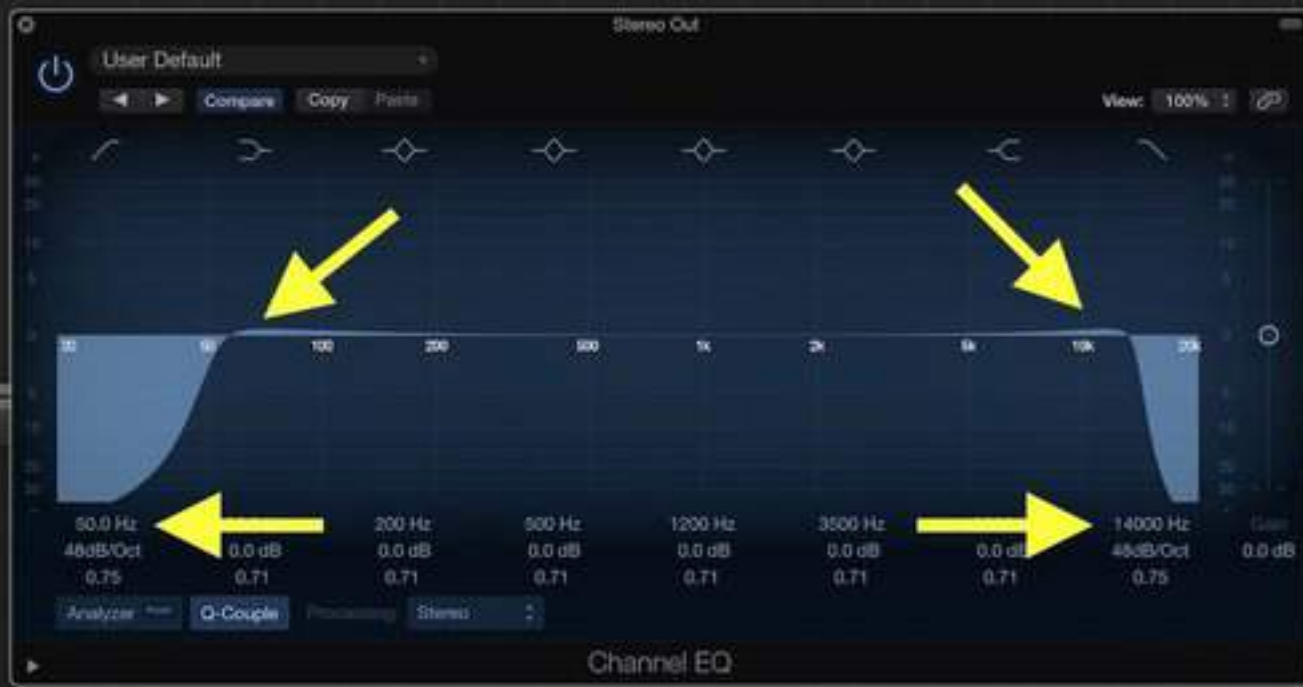 Stereo Out
User Default
Compare Copy Paste View: 100%
20 50 100 200 500 1k 2k 5k 10k 20k
50.0 Hz 200 Hz 500 Hz 1200 Hz 3500 Hz 14000 Hz Gain
48dB/Oct 0.0 dB 0.0 dB 0.0 dB 0.0 dB 0.0 dB 0.0 dB 48dB/Oct 0.0 dB
0.75 0.71 0.71 0.71 0.71 0.71 0.71 0.75
Analyzer Q-Couple Processing Stereo
Channel EQ